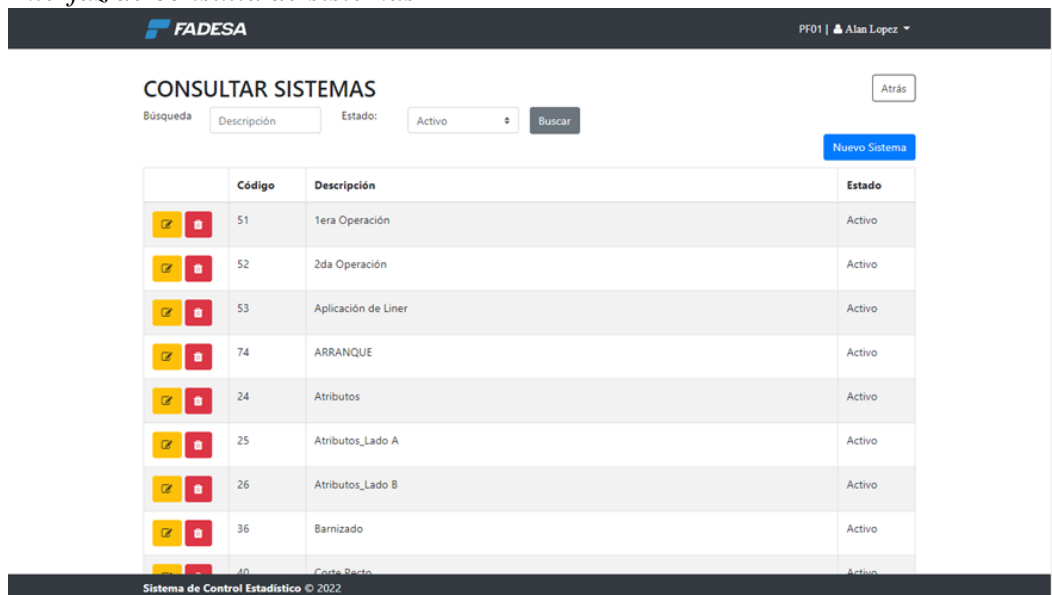 FADESA
PF01 | Alan Lopez
CONSULTAR SISTEMAS
Atrás
Búsqueda Descripción Estado: Activo Buscar
Nuevo Sistema
Código Descripción Estado
51 1era Operación Activo
52 2da Operación Activo
53 Aplicación de Liner Activo
74 ARRANQUE Activo
24 Atributos Activo
25 Atributos_Lado A Activo
26 Atributos_Lado B Activo
36 Barnizado Activo
40 Corte Recto Activo
Sistema de Control Estadístico © 2022